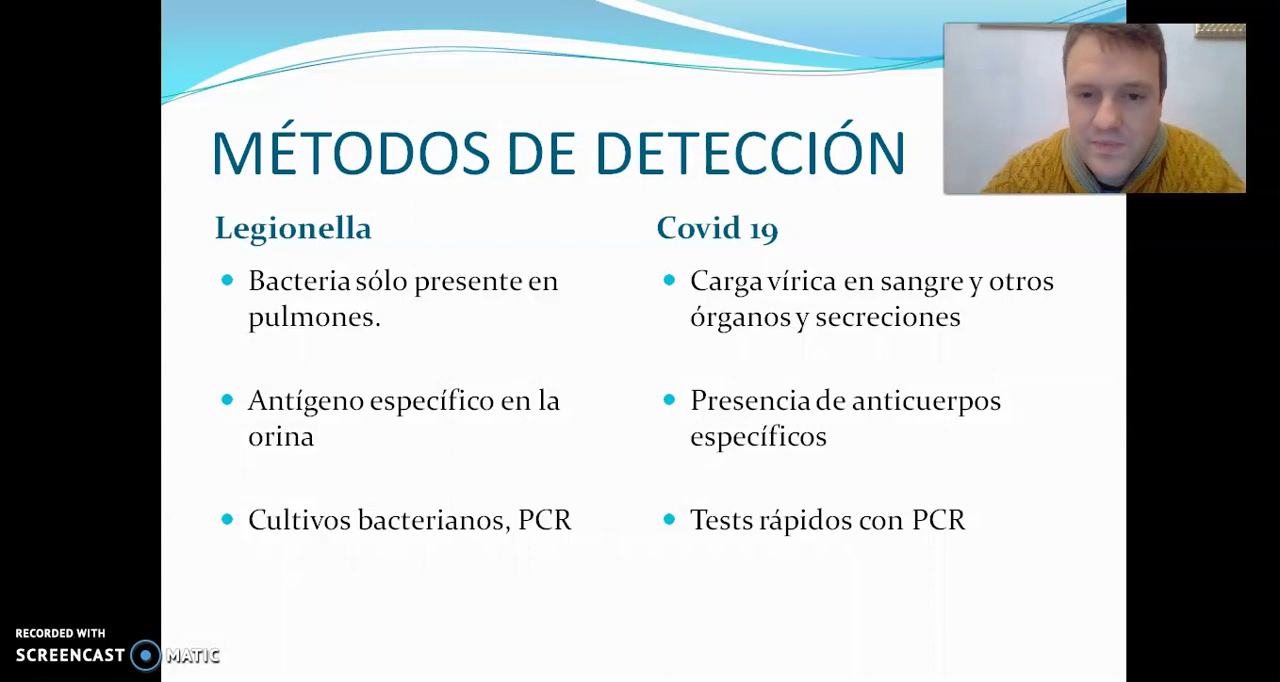 MÉTODOS DE DETECCIÓN
Legionella
Bacteria sólo presente en
pulmones.
Antígeno específico en la
orina
Cultivos bacterianos, PCR
Covid 19
Carga vírica en sangre y otros
órganos y secreciones
Presencia de anticuerpos
específicos
Tests rápidos con PCR
RECORDED WITH
SCREENCAST MATIC